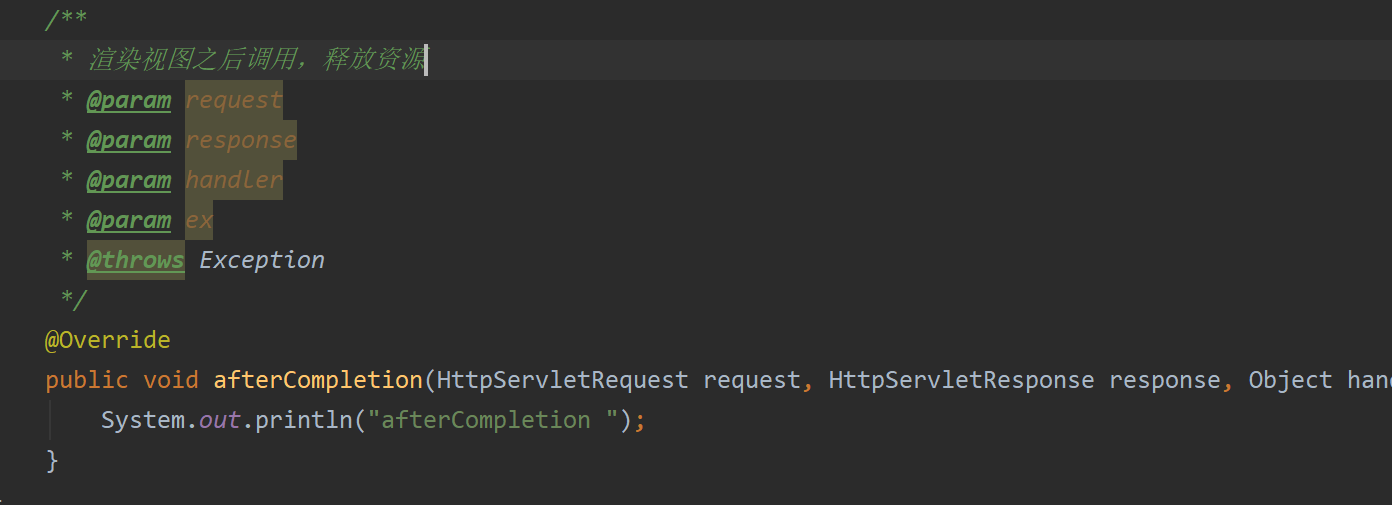 /**
* 渲染视图之后调用，释放资源
* @param request
* @param response
* @param handler
* @param ex
* @throws Exception
*/
@Override
public void afterCompletion(HttpServletRequest request, HttpServletResponse response, Object han
System.out.println("afterCompletion ");
}